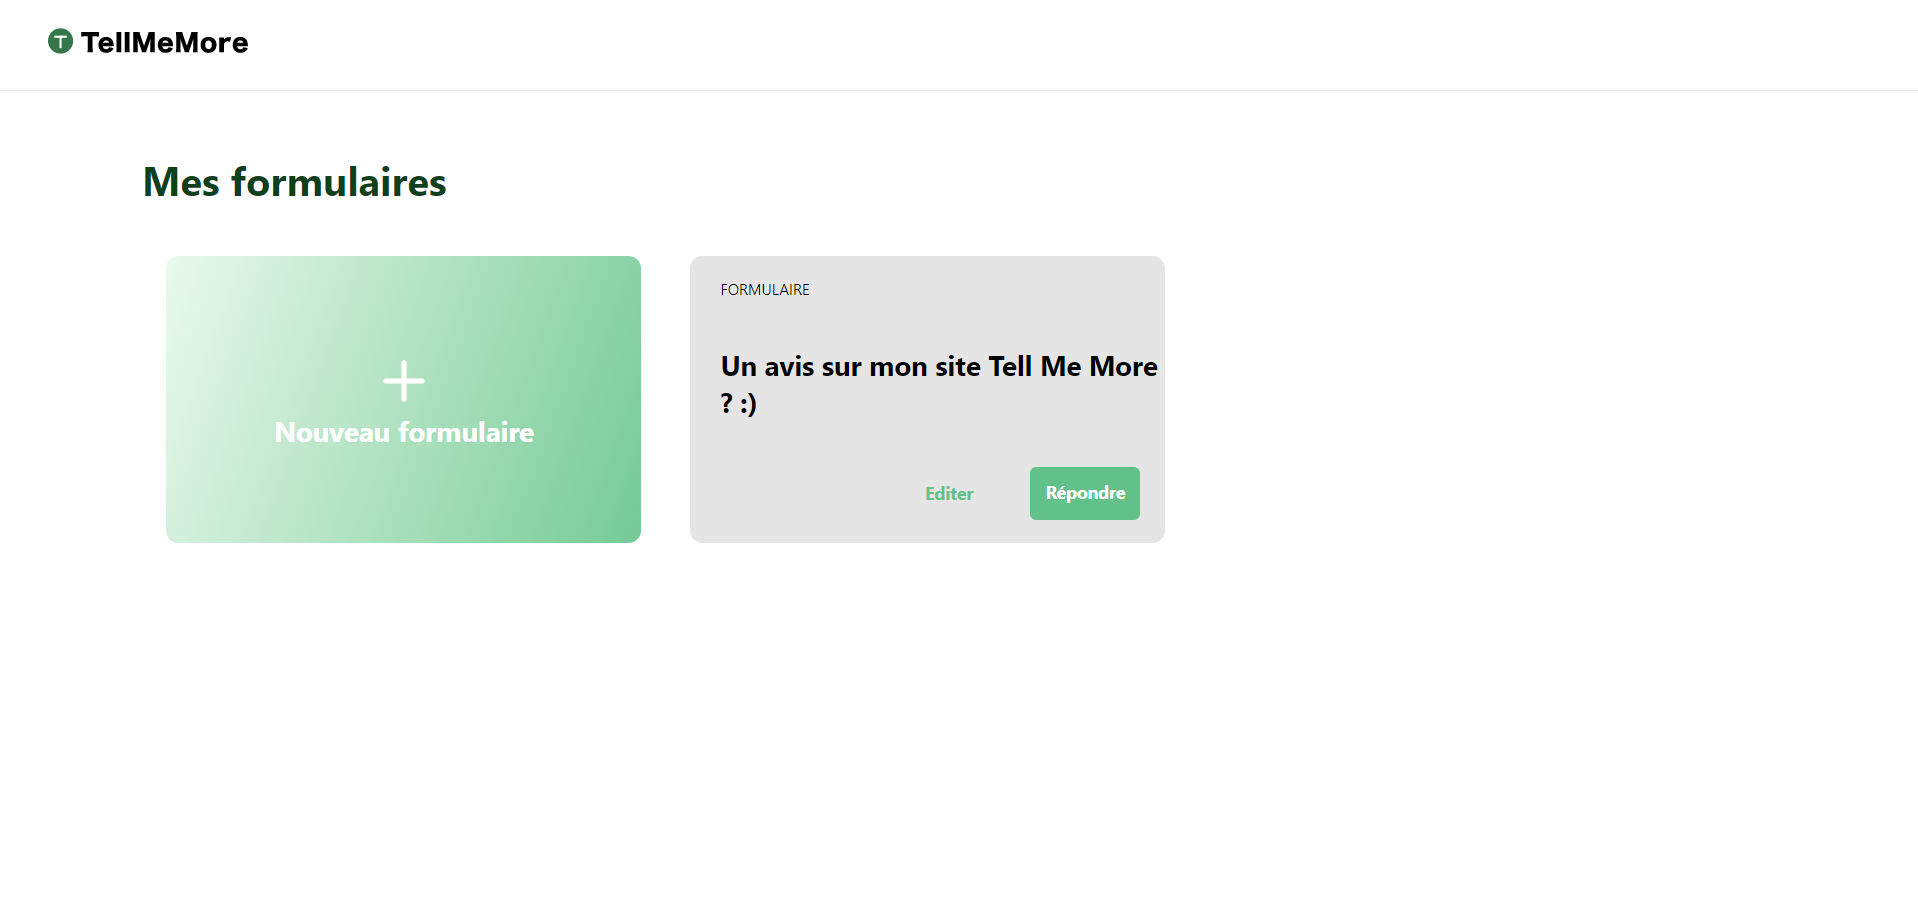 T TellMeMore
Mes formulaires
Nouveau formulaire
FORMULAIRE
Un avis sur mon site Tell Me More
? :)
Editer
Répondre